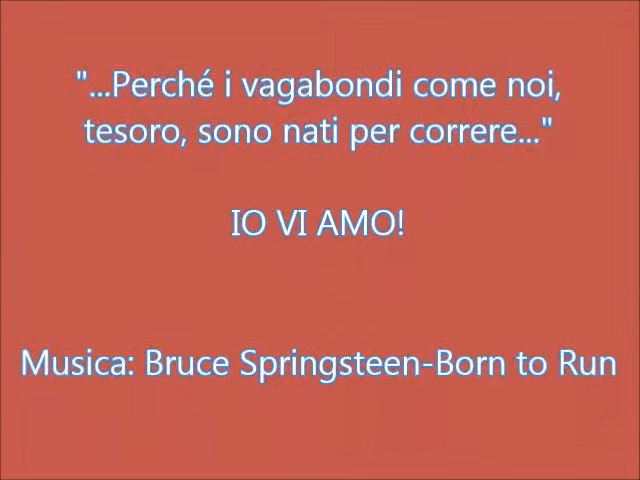 "...Perché i vagabondi come noi,
tesoro, sono nati per correre..."
IO VI AMO!
Musica: Bruce Springsteen-Born to Run